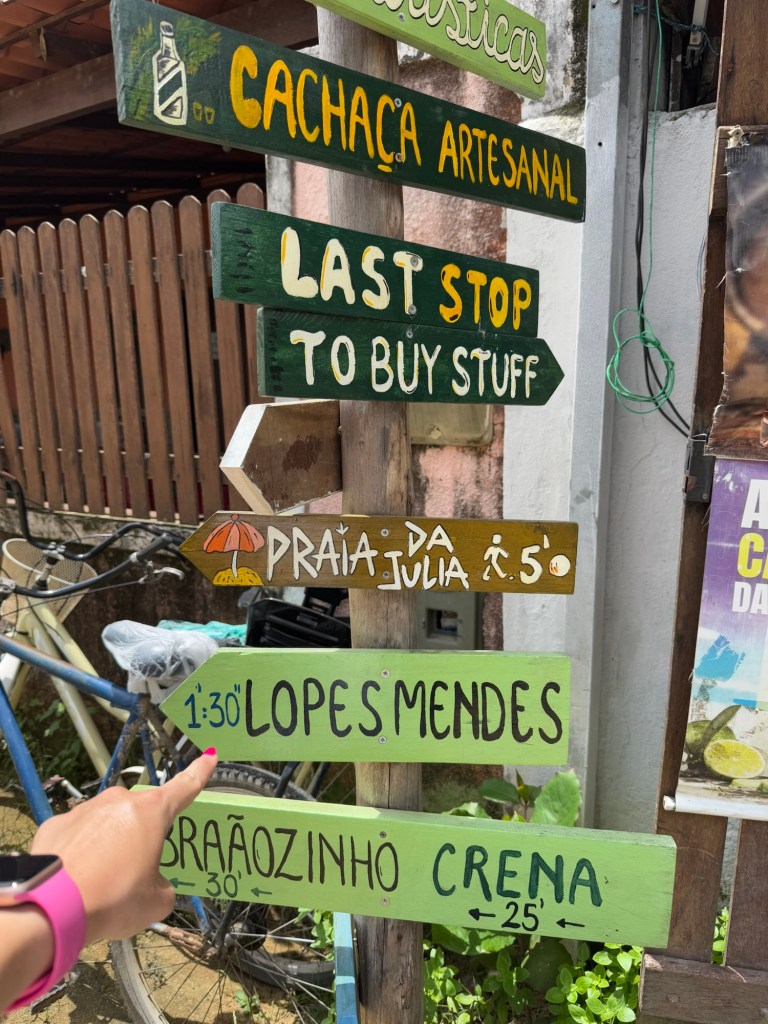 CACHAÇA ARTESANAL
LAST STOP
TO BUY STUFF
PRAIA DA JULIA 5'
1':30" LOPES MENDES
BRAÃOZINHO CRENA
← 30' ← ← 25' ←